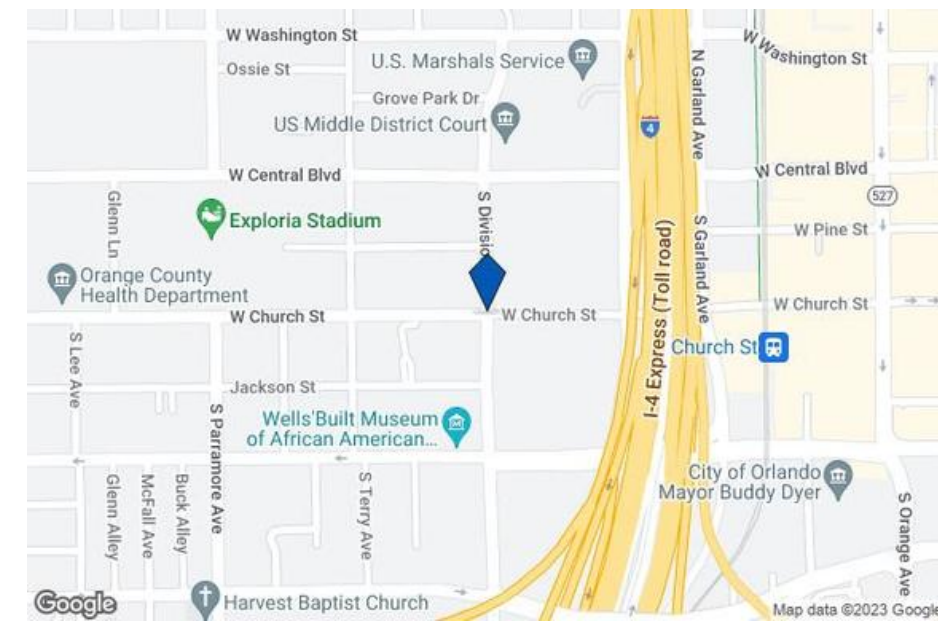 W Washington St
Ossie St
U.S. Marshals Service
Grove Park Dr
US Middle District Court
N Garland Ave
W Washington St
4
W Central Blvd
W Central Blvd
527
Glenn Ln
Exploria Stadium
S Divisio
S Garland Ave
W Pine St
Orange County
Health Department
W Church St
W Church St
W Church St
I-4 Express (Toll road)
Church St
S Lee Ave
Jackson St
S Parramore Ave
Wells'Built Museum
of African American...
City of Orlando
Mayor Buddy Dyer
Glenn Alley
McFall Ave
Buck Alley
S Terry Ave
S Orange Ave
Harvest Baptist Church
Google
Map data ©2023 Google